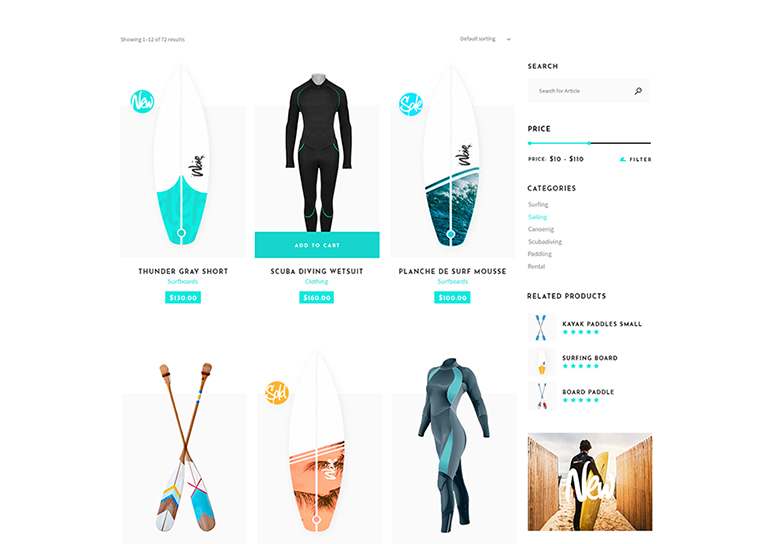 Showing 1–12 of 72 results
Default sorting
New
Sale
Weir
Weir
ADD TO CART
THUNDER GRAY SHORT
Surfboards
$130.00
SCUBA DIVING WETSUIT
Clothing
$160.00
PLANCHE DE SURF MOUSSE
Surfboards
$100.00
Sold
SEARCH
Search for Article
PRICE
PRICE: $10 - $110
FILTER
CATEGORIES
Surfing
Sailing
Canoenig
Scubadiving
Paddling
Rental
RELATED PRODUCTS
KAYAK PADDLES SMALL
SURFING BOARD
BOARD PADDLE
New